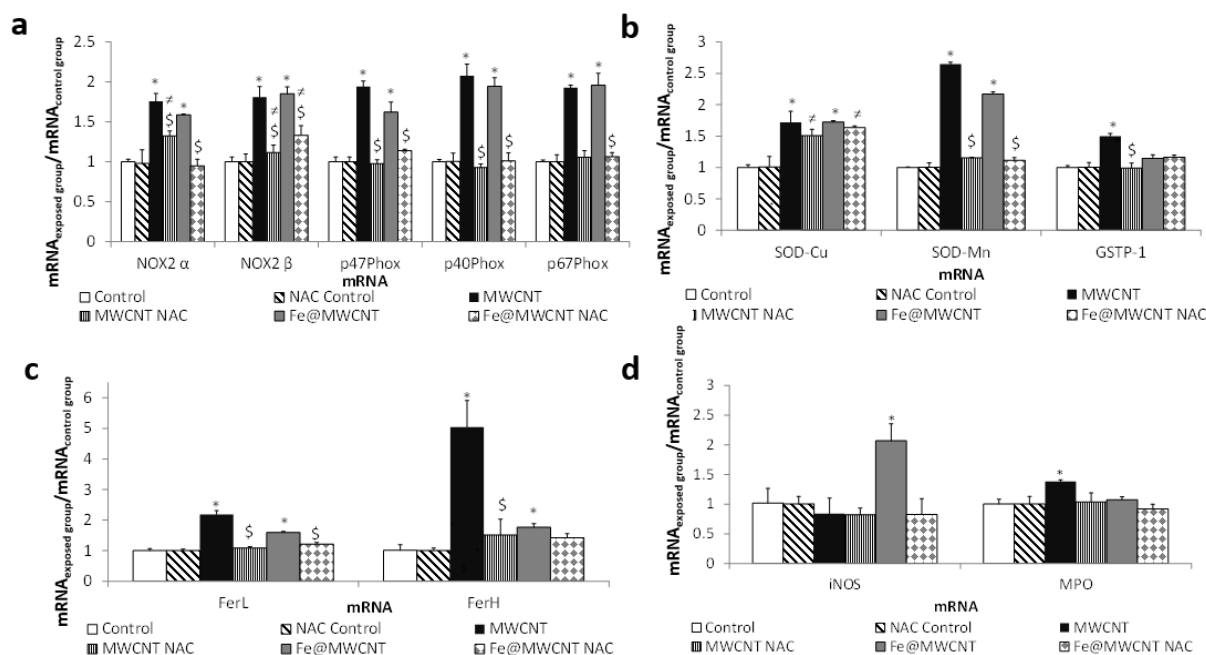 a
mRNAexposed group/mRNAcontrol group
2.5
2
1.5
1
0.5
0
* ≠ $ * $
* ≠ $ * ≠ $
* $ * $
* $ * $
* * $
NOX2 α NOX2 β p47Phox p40Phox p67Phox
mRNA
Control NAC Control MWCNT
MWCNT NAC Fe@MWCNT Fe@MWCNT NAC
b
mRNAexposed group/mRNAcontrol group
3
2.5
2
1.5
1
0.5
0
* ≠ * ≠
* $ * $
* $
SOD-Cu SOD-Mn GSTP-1
mRNA
Control NAC Control MWCNT
MWCNT NAC Fe@MWCNT Fe@MWCNT NAC
c
mRNAexposed group/mRNAcontrol group
6
5
4
3
2
1
0
* $ * $
* $ *
FerL FerH
mRNA
Control NAC Control MWCNT
MWCNT NAC Fe@MWCNT Fe@MWCNT NAC
d
mRNAexposed group/mRNAcontrol group
3
2.5
2
1.5
1
0.5
0
*
*
iNOS MPO
mRNA
Control NAC Control MWCNT
MWCNT NAC Fe@MWCNT Fe@MWCNT NAC